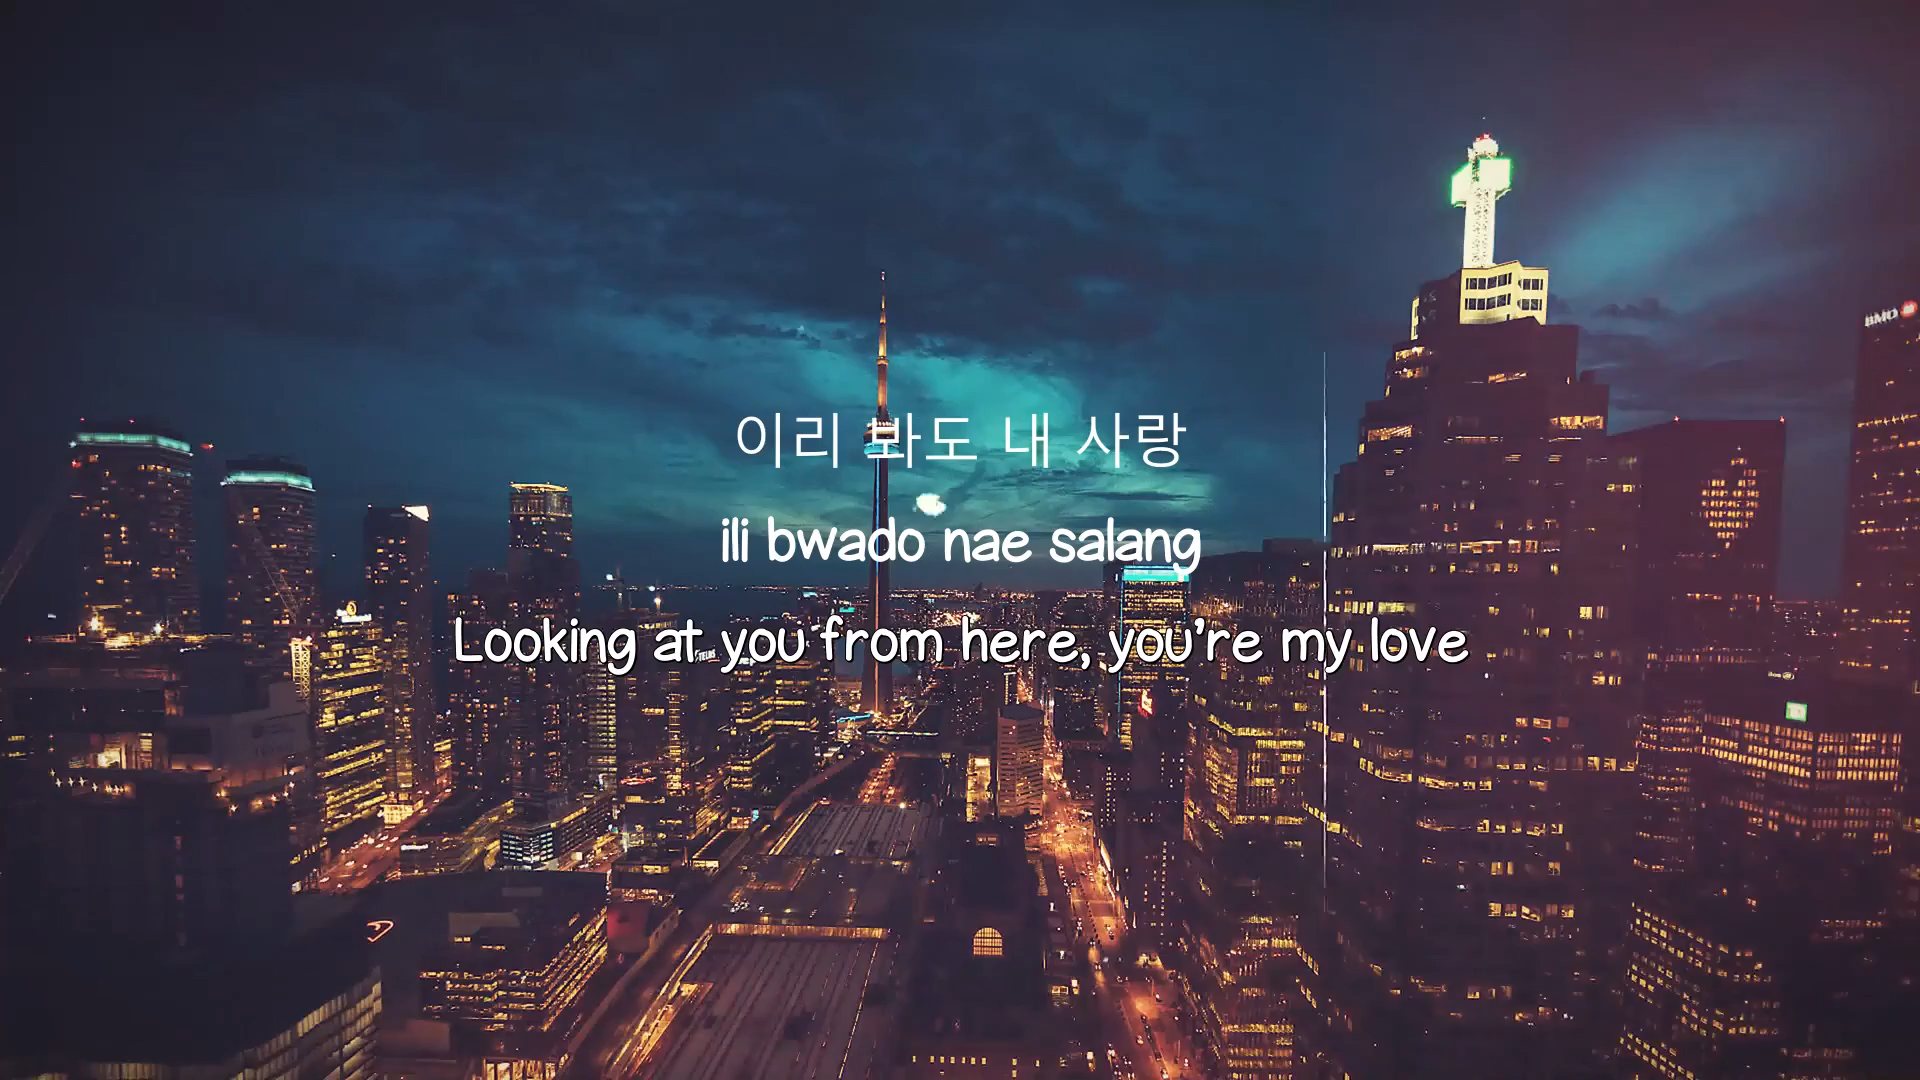 이리 봐도 내 사랑
ili bwado nae salang
Looking at you from here, you're my love
BMO